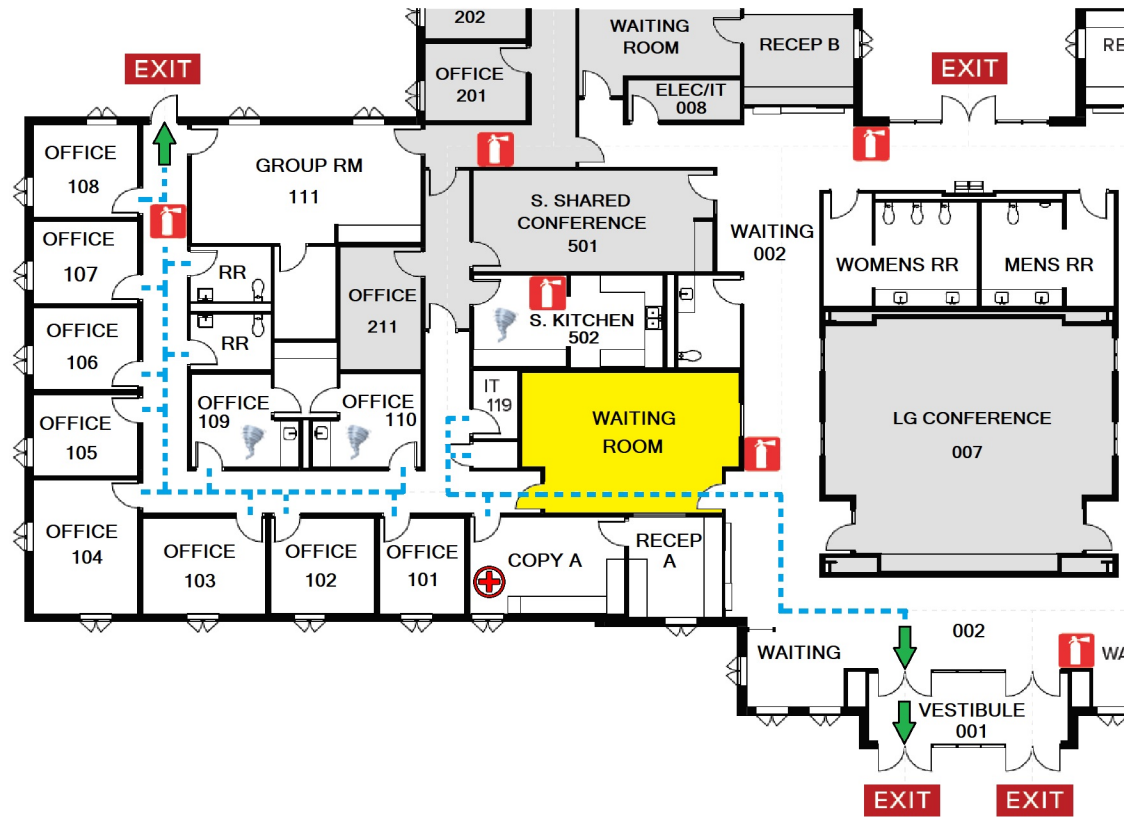 202
WAITING
ROOM
RECEP B
RE
EXIT
OFFICE
201
EXIT
ELEC/IT
008
OFFICE
108
GROUP RM
111
S. SHARED
CONFERENCE
501
WAITING
002
OFFICE
107
RR
WOMENS RR
MENS RR
OFFICE
211
S. KITCHEN
502
OFFICE
106
RR
IT
119
OFFICE
109
OFFICE
110
WAITING
ROOM
LG CONFERENCE
007
OFFICE
105
OFFICE
104
OFFICE
103
OFFICE
102
OFFICE
101
COPY A
RECEP
A
WAITING
002
WA
VESTIBULE
001
EXIT
EXIT